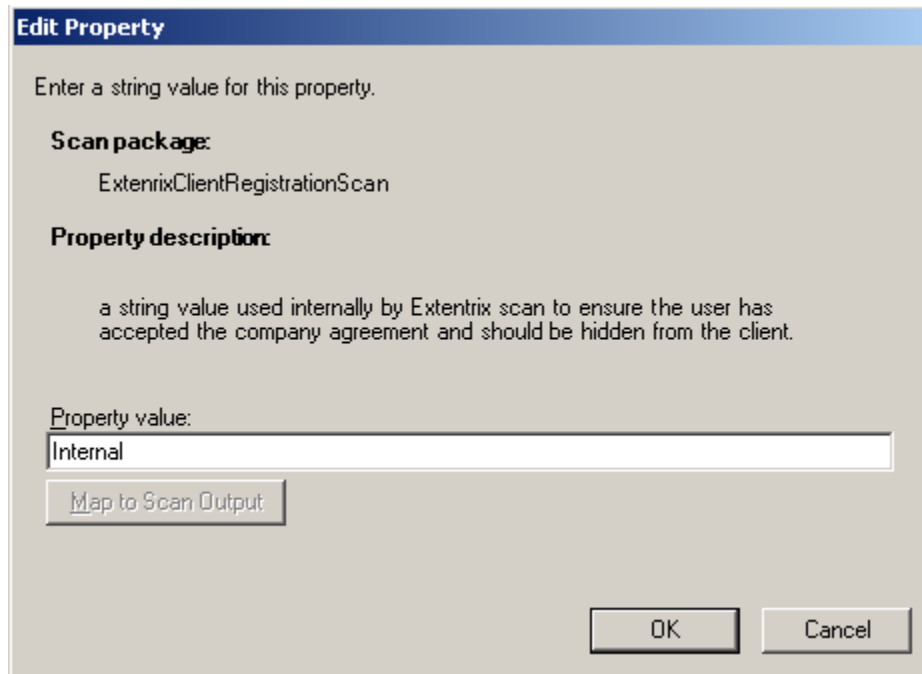 Edit Property
Enter a string value for this property.
Scan package:
ExtenrixClientRegistrationScan
Property description:
a string value used internally by Extentrix scan to ensure the user has
accepted the company agreement and should be hidden from the client.
Property value:
Internal
Map to Scan Output
OK Cancel